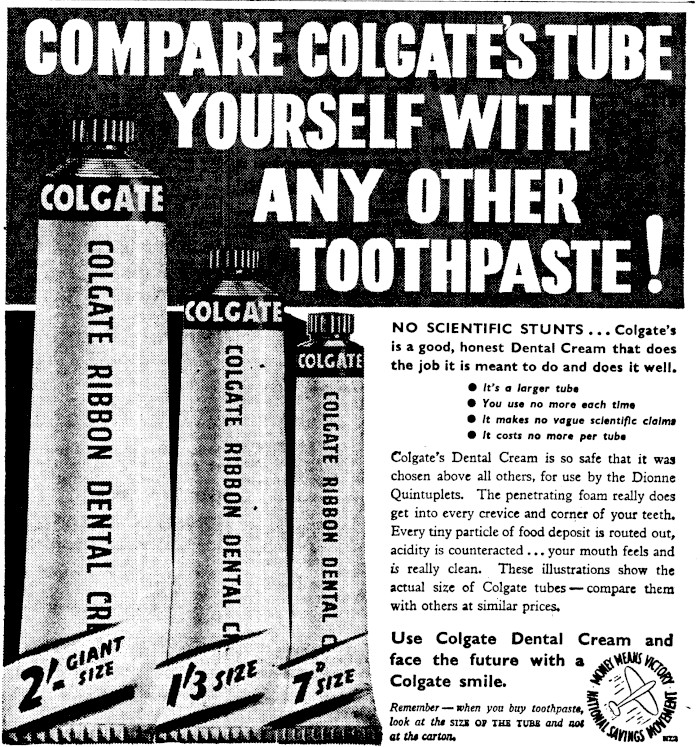 COMPARE COLGATE'S TUBE
YOURSELF WITH
ANY OTHER
TOOTHPASTE!
COLGATE
COLGATE RIBBON DENTAL CR
2/- GIANT
SIZE
COLGATE
COLGATE RIBBON DENTAL C
1/3 SIZE
COLGATE
COLGATE RIBBON DENTAL C
7D SIZE
NO SCIENTIFIC STUNTS ... Colgate's
is a good, honest Dental Cream that does
the job it is meant to do and does it well.
● It's a larger tube
● You use no more each time
● It makes no vague scientific claims
● It costs no more per tube
Colgate's Dental Cream is so safe that it was
chosen above all others, for use by the Dionne
Quintuplets. The penetrating foam really does
get into every crevice and corner of your teeth.
Every tiny particle of food deposit is routed out,
acidity is counteracted ... your mouth feels and
is really clean. These illustrations show the
actual size of Colgate tubes — compare them
with others at similar prices.
Use Colgate Dental Cream and
face the future with a
Colgate smile.
Remember — when you buy toothpaste,
look at the SIZE OF THE TUBE and not
at the carton.
MONEY MEANS VICTORY
NATIONAL SAVINGS MOVEMENT